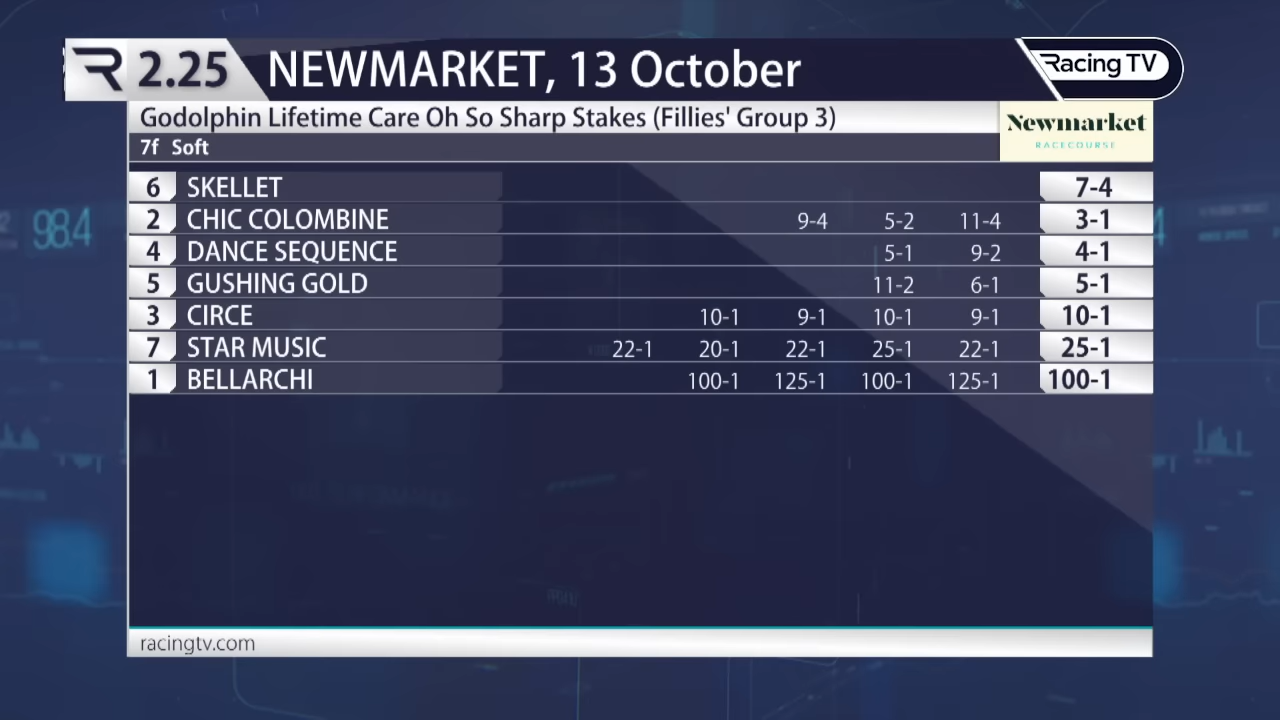 2.25 NEWMARKET, 13 October Racing TV
Godolphin Lifetime Care Oh So Sharp Stakes (Fillies' Group 3)
Newmarket
RACECOURSE
7f Soft
6 SKELLET 7-4
98.4
2 CHIC COLOMBINE 9-4 5-2 11-4 3-1
4 DANCE SEQUENCE 5-1 9-2 4-1
5 GUSHING GOLD 11-2 6-1 5-1
3 CIRCE 10-1 9-1 10-1 9-1 10-1
7 STAR MUSIC 22-1 20-1 22-1 25-1 22-1 25-1
1 BELLARCHI 100-1 125-1 100-1 125-1 100-1
racingtv.com